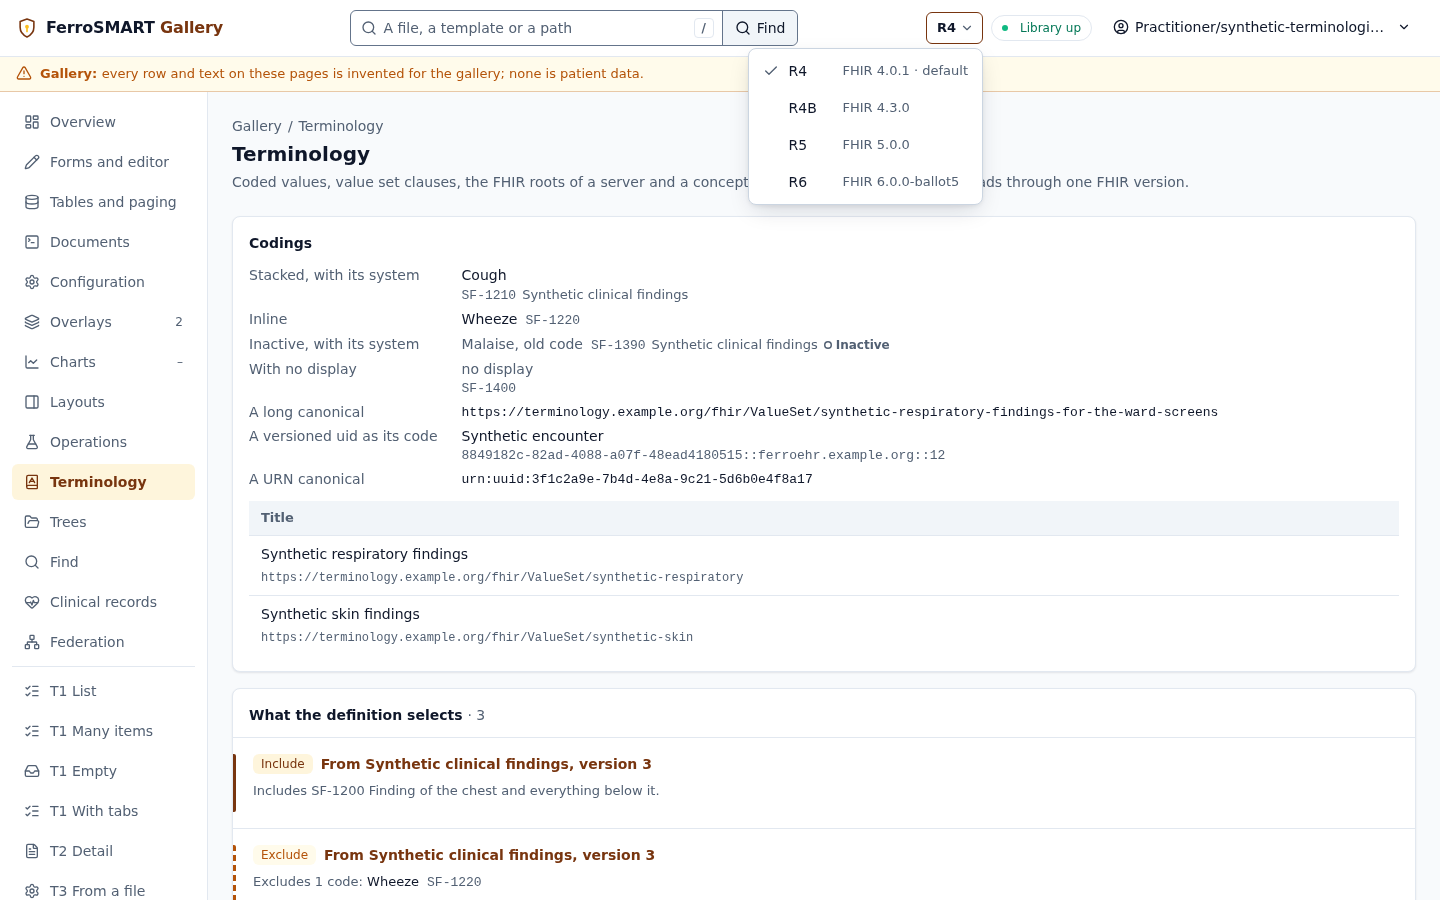 FerroSMART Gallery
A file, a template or a path
/
Find
R4
Library up
Practitioner/synthetic-terminologi...
Gallery: every row and text on these pages is invented for the gallery; none is patient data.
R4 FHIR 4.0.1 · default
R4B FHIR 4.3.0
R5 FHIR 5.0.0
R6 FHIR 6.0.0-ballot5
Overview
Forms and editor
Tables and paging
Documents
Configuration
Overlays 2
Charts –
Layouts
Operations
Terminology
Trees
Find
Clinical records
Federation
T1 List
T1 Many items
T1 Empty
T1 With tabs
T2 Detail
T3 From a file
Gallery / Terminology
Terminology
Coded values, value set clauses, the FHIR roots of a server and a concept
through one FHIR version.
Codings
Stacked, with its system Cough
SF-1210 Synthetic clinical findings
Inline Wheeze SF-1220
Inactive, with its system Malaise, old code SF-1390 Synthetic clinical findings Inactive
With no display no display
SF-1400
A long canonical https://terminology.example.org/fhir/ValueSet/synthetic-respiratory-findings-for-the-ward-screens
A versioned uid as its code Synthetic encounter
8849182c-82ad-4088-a07f-48ead4180515::ferroehr.example.org::12
A URN canonical urn:uuid:3f1c2a9e-7b4d-4e8a-9c21-5d6b0e4f8a17
Title
Synthetic respiratory findings
https://terminology.example.org/fhir/ValueSet/synthetic-respiratory
Synthetic skin findings
https://terminology.example.org/fhir/ValueSet/synthetic-skin
What the definition selects · 3
Include From Synthetic clinical findings, version 3
Includes SF-1200 Finding of the chest and everything below it.
Exclude From Synthetic clinical findings, version 3
Excludes 1 code: Wheeze SF-1220